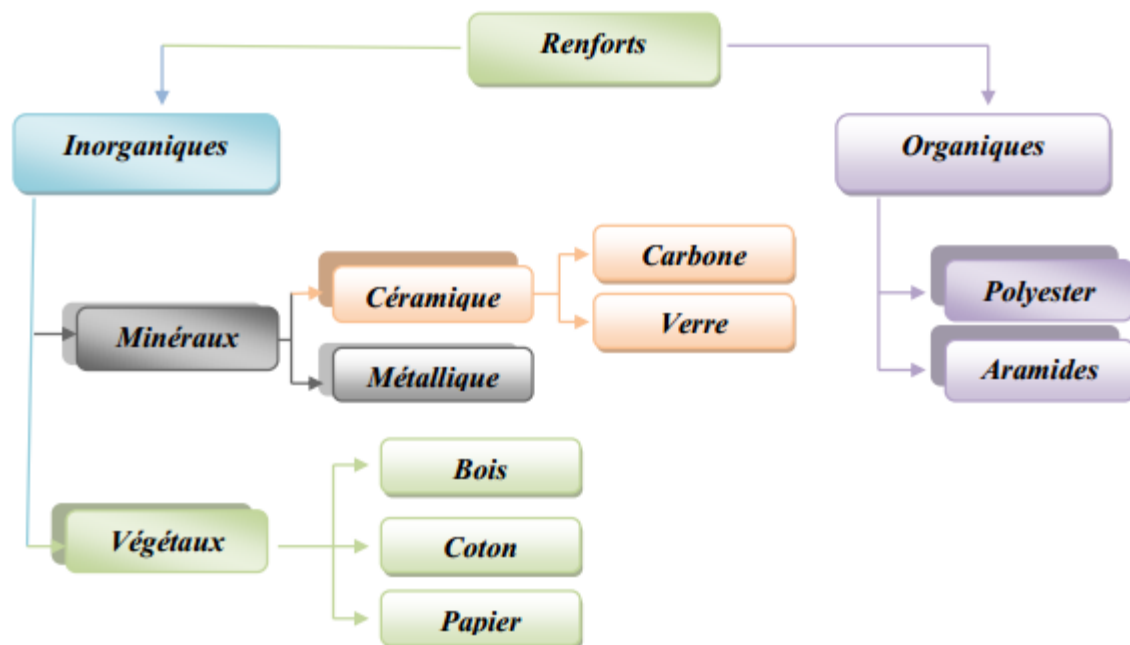 Renforts
Inorganiques
Organiques
Carbone
Céramique
Polyester
Verre
Minéraux
Métallique
Aramides
Bois
Végétaux
Coton
Papier